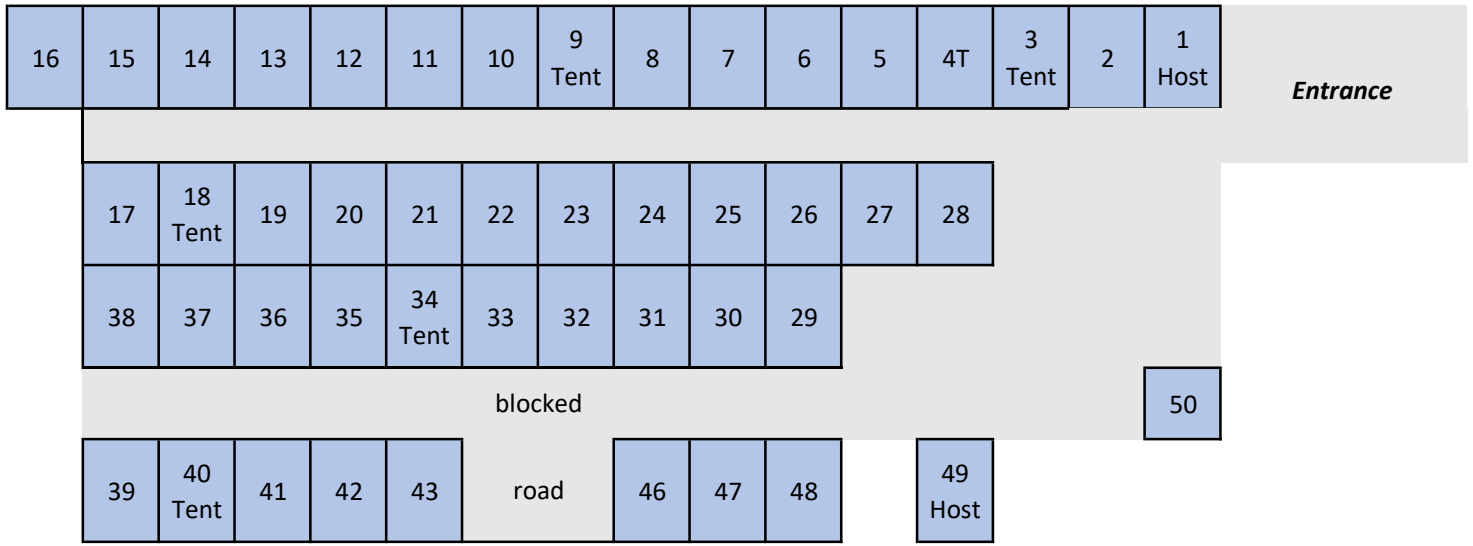 16 15 14 13 12 11 10 9 Tent 8 7 6 5 4T 3 Tent 2 1 Host Entrance
17 18 Tent 19 20 21 22 23 24 25 26 27 28
38 37 36 35 34 Tent 33 32 31 30 29
blocked 50
39 40 Tent 41 42 43 road 46 47 48 49 Host